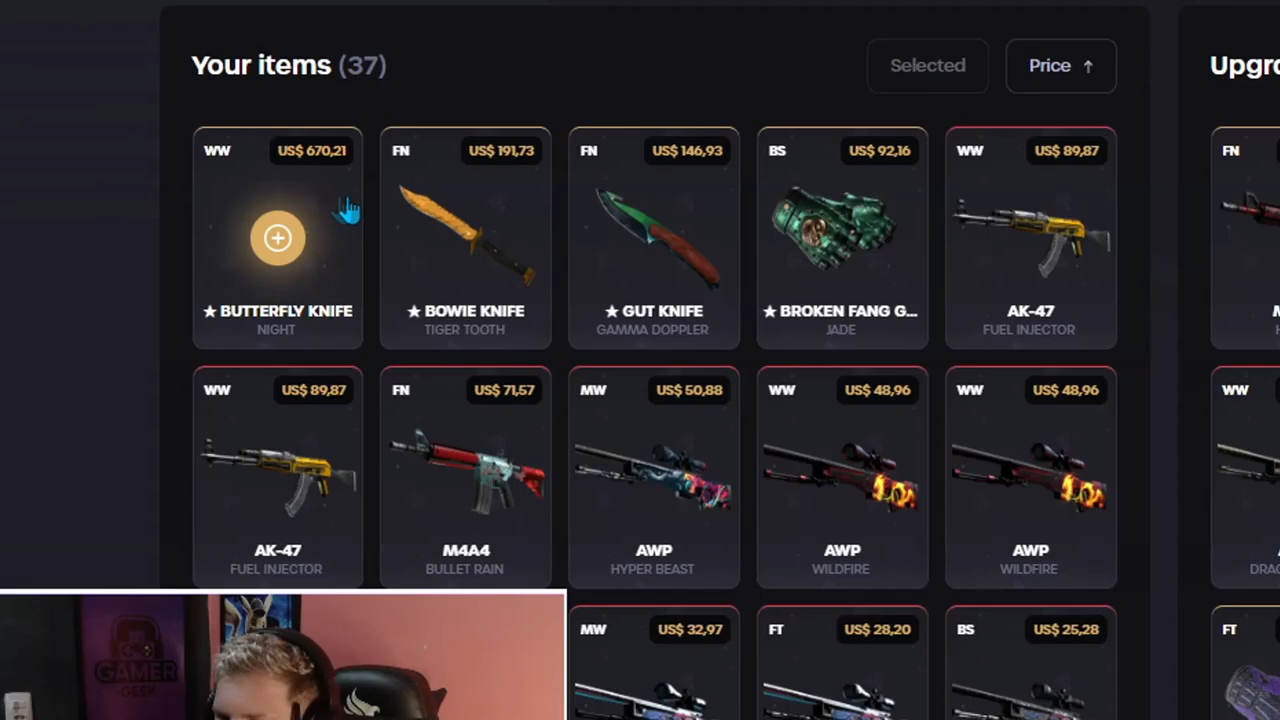 Your items (37)
Selected
Price ↑
Upgr
WW US$ 670,21
★ BUTTERFLY KNIFE
NIGHT
FN US$ 191,73
★ BOWIE KNIFE
TIGER TOOTH
FN US$ 146,93
★ GUT KNIFE
GAMMA DOPPLER
BS US$ 92,16
★ BROKEN FANG G...
JADE
WW US$ 89,87
AK-47
FUEL INJECTOR
FN
WW US$ 89,87
AK-47
FUEL INJECTOR
FN US$ 71,57
M4A4
BULLET RAIN
MW US$ 50,88
AWP
HYPER BEAST
WW US$ 48,96
AWP
WILDFIRE
WW US$ 48,96
AWP
WILDFIRE
WW
DRAG
MW US$ 32,97
FT US$ 28,20
BS US$ 25,28
FT
GAMER
GEEK